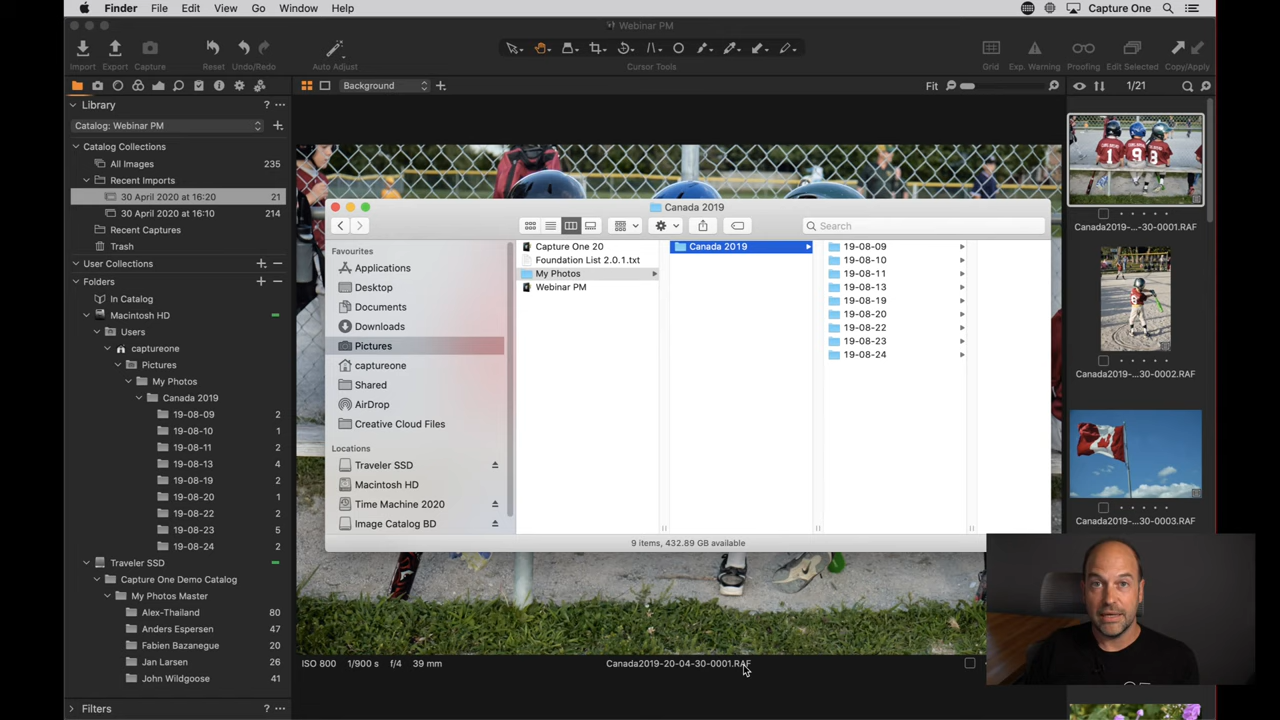 Finder File Edit View Go Window Help Capture One
Webinar PM
Import Export Capture Reset Undo/Redo Auto Adjust Cursor Tools Grid Exp. Warning Proofing Edit Selected Copy/Apply
Background Fit 1/21
Library ? ...
Catalog: Webinar PM
Catalog Collections
All Images 235
Recent Imports
30 April 2020 at 16:20 21
30 April 2020 at 16:10 214
Recent Captures
Trash
User Collections
Folders
In Catalog
Macintosh HD
Users
captureone
Pictures
My Photos
Canada 2019
19-08-09 2
19-08-10 1
19-08-11 2
19-08-13 4
19-08-19 2
19-08-20 1
19-08-22 2
19-08-23 5
19-08-24 2
Traveler SSD
Capture One Demo Catalog
My Photos Master
Alex-Thailand 80
Anders Espersen 47
Fabien Bazanegue 20
Jan Larsen 26
John Wildgoose 41
Filters ? ...
Canada 2019
Search
Favourites
Applications
Desktop
Documents
Downloads
Pictures
captureone
Shared
AirDrop
Creative Cloud Files
Locations
Traveler SSD
Macintosh HD
Time Machine 2020
Image Catalog BD
Capture One 20
Foundation List 2.0.1.txt
My Photos
Webinar PM
Canada 2019
19-08-09
19-08-10
19-08-11
19-08-13
19-08-19
19-08-20
19-08-22
19-08-23
19-08-24
9 items, 432.89 GB available
ISO 800 1/900 s f/4 39 mm Canada2019-20-04-30-0001.RAF
1 9 8
Canada2019-...30-0001.RAF
Canada2019-...30-0002.RAF
Canada2019-...30-0003.RAF